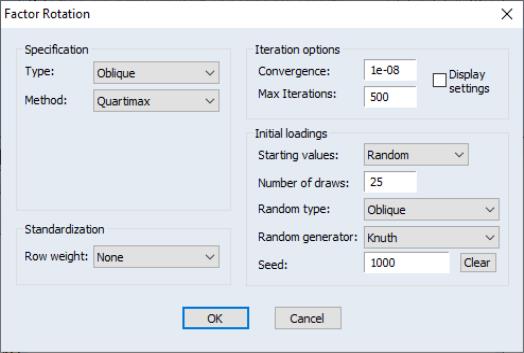 Factor Rotation
Specification
Type: Oblique
Method: Quartimax
Standardization
Row weight: None
Iteration options
Convergence: 1e-08
Max Iterations: 500
Display
settings
Initial loadings
Starting values: Random
Number of draws: 25
Random type: Oblique
Random generator: Knuth
Seed: 1000 Clear
OK Cancel